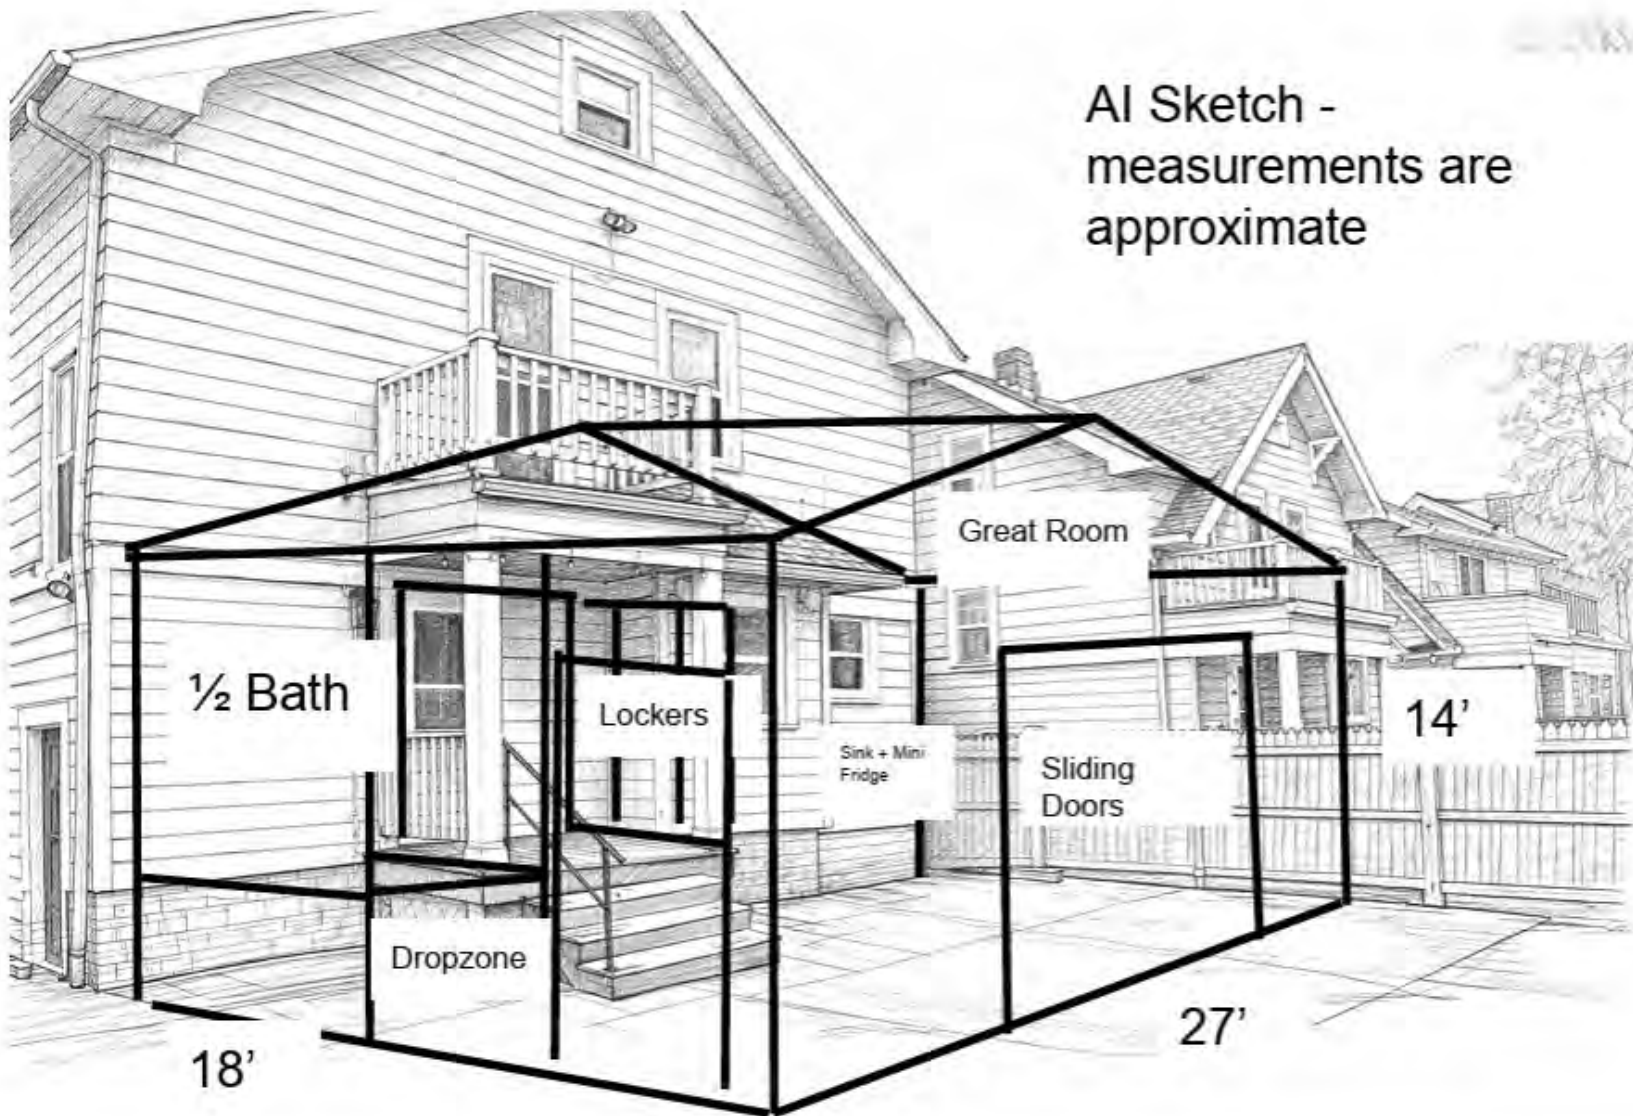 AI Sketch -
measurements are
approximate
Great Room
½ Bath
Lockers
14’
Sink + Mini
Fridge
Sliding
Doors
Dropzone
27’
18’